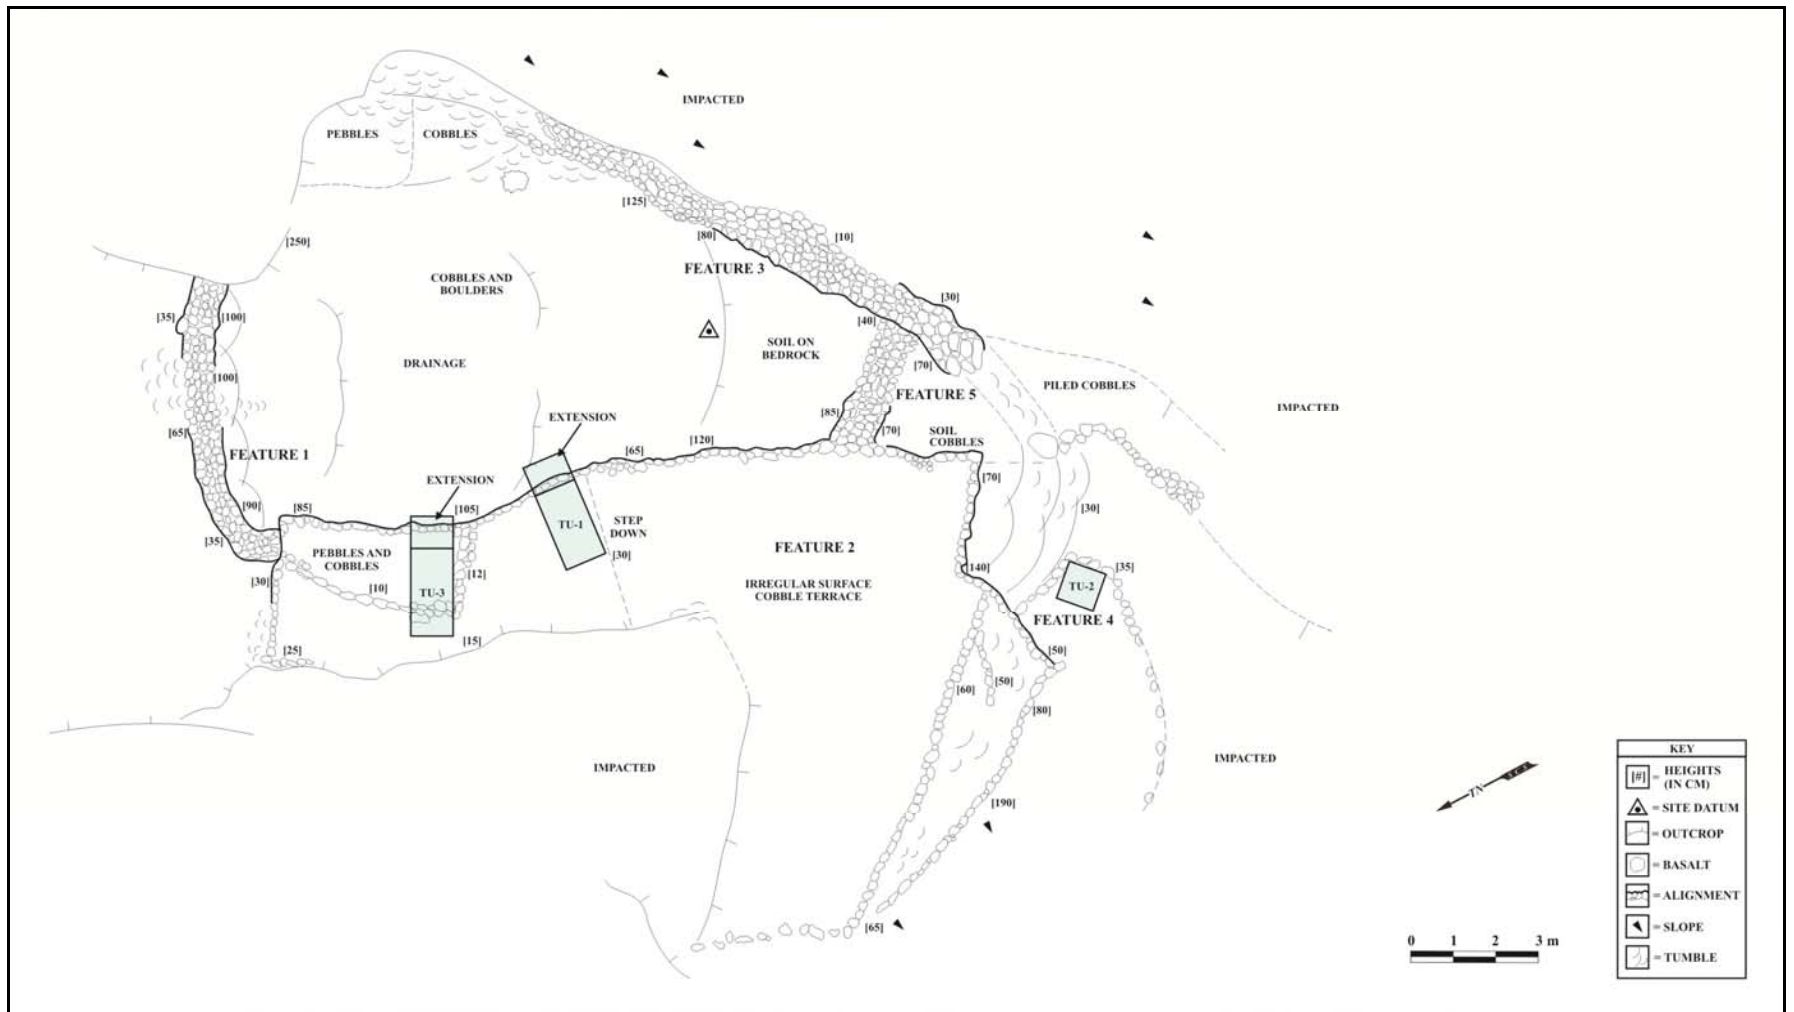 IMPACTED
PEBBLES
COBBLES
[125]
[80]
[10]
[250]
FEATURE 3
COBBLES AND
BOULDERS
[30]
[35]
[100]
[40]
SOIL ON
BEDROCK
DRAINAGE
[70]
[100]
PILED COBBLES
FEATURE 5
IMPACTED
[85]
EXTENSION
[65]
[70]
SOIL
COBBLES
[120]
[65]
FEATURE 1
EXTENSION
[70]
[90]
[85]
[105]
[30]
TU-1
STEP
DOWN
[35]
PEBBLES AND
COBBLES
FEATURE 2
[30]
[140]
[35]
[12]
[30]
[10]
TU-3
IRREGULAR SURFACE
COBBLE TERRACE
TU-2
FEATURE 4
[15]
[25]
[50]
[50]
[60]
[80]
IMPACTED
IMPACTED
[190]
[65]
TN
SCS
0 1 2 3 m
KEY
[#] = HEIGHTS
(IN CM)
= SITE DATUM
= OUTCROP
= BASALT
= ALIGNMENT
= SLOPE
= TUMBLE